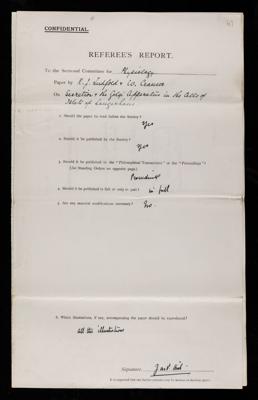 CONFIDENTIAL.
REFEREE'S REPORT.
To the Sectional Committee for Physiology
Paper by R. J. Ludford & W. Cramer
On Secretion & the Golgi Apparatus in the Cells of
Islets of Langerhans
1. Should the paper be read before the Society?
Yes
2. Should it be published by the Society?
Yes
3. Should it be published in the "Philosophical Transactions" or the "Proceedings"?
(See Standing Orders on opposite page.)
Proceedings
4. Should it be published in full or only in part?
in full
5. Are any material modifications necessary?
No.
6. Which illustrations, if any, accompanying the paper should be reproduced?
all the illustrations
Signature